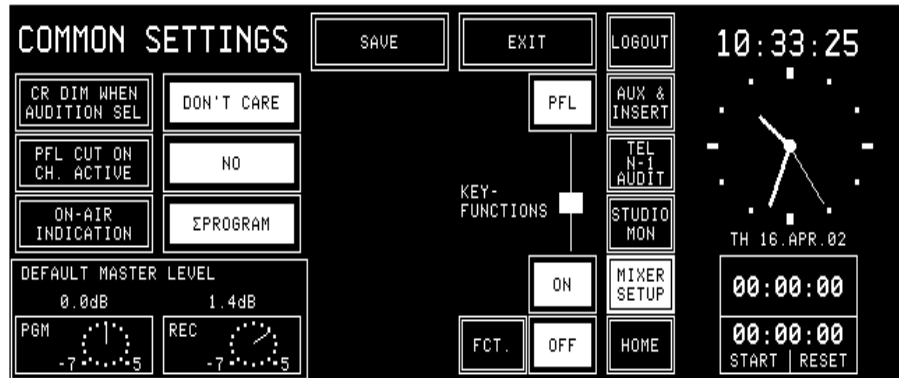 COMMON SETTINGS
SAVE
EXIT
LOGOUT
10:33:25
CR DIM WHEN
AUDITION SEL
DON'T CARE
PFL
AUX &
INSERT
PFL CUT ON
CH. ACTIVE
NO
TEL
N-1
AUDIT
KEY-
FUNCTIONS
ON-AIR
INDICATION
ΣPROGRAM
STUDIO
MON
TH 16.APR.02
DEFAULT MASTER LEVEL
0.0dB 1.4dB
ON
MIXER
SETUP
00:00:00
PGM
-7 5
REC
-7 5
FCT.
OFF
HOME
00:00:00
START RESET